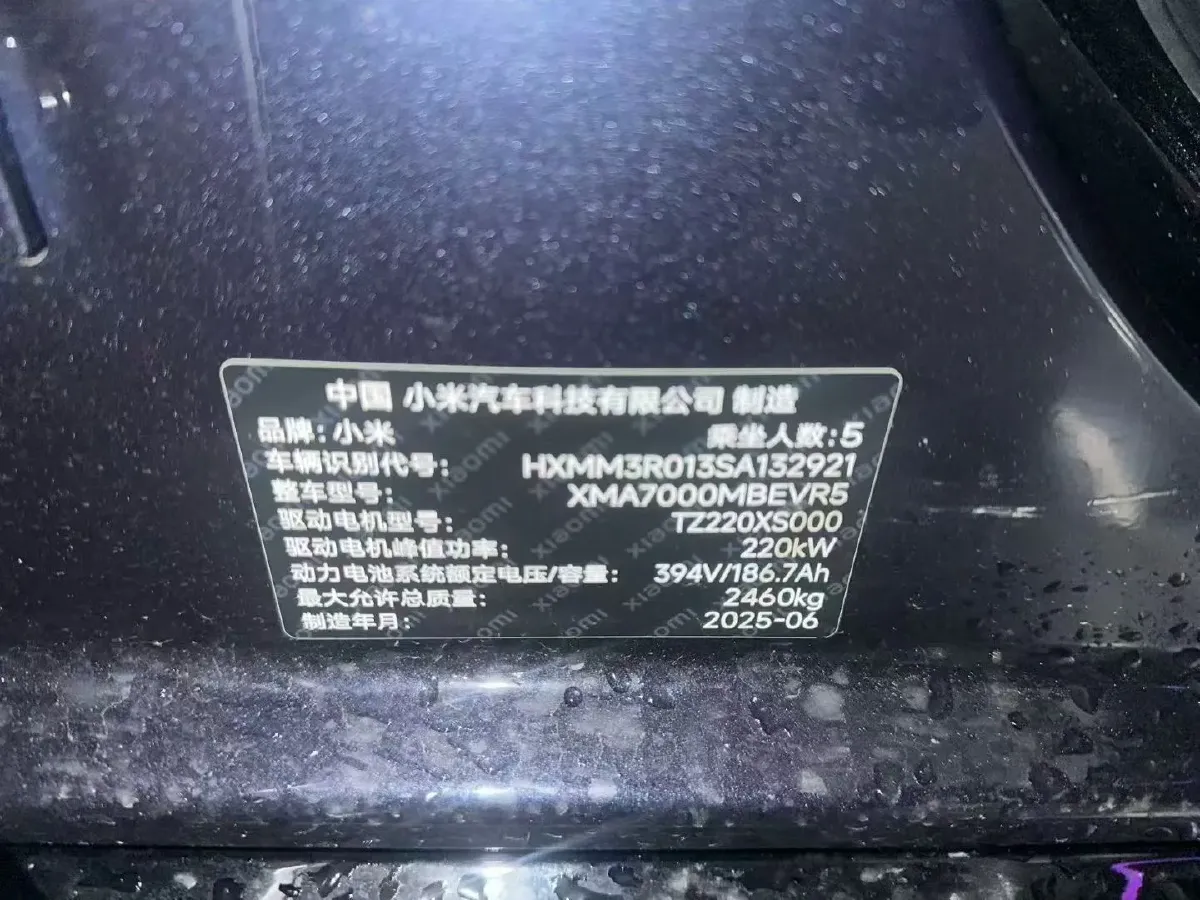 中国 小米汽车科技有限公司 制造
品牌：小米 乘坐人数：5
车辆识别代号： HXMM3R013SA132921
整车型号： XMA7000MBEVR5
驱动电机型号： TZ220XS000
驱动电机峰值功率： 220kW
动力电池系统额定电压/容量： 394V/186.7Ah
最大允许总质量： 2460kg
制造年月： 2025-06